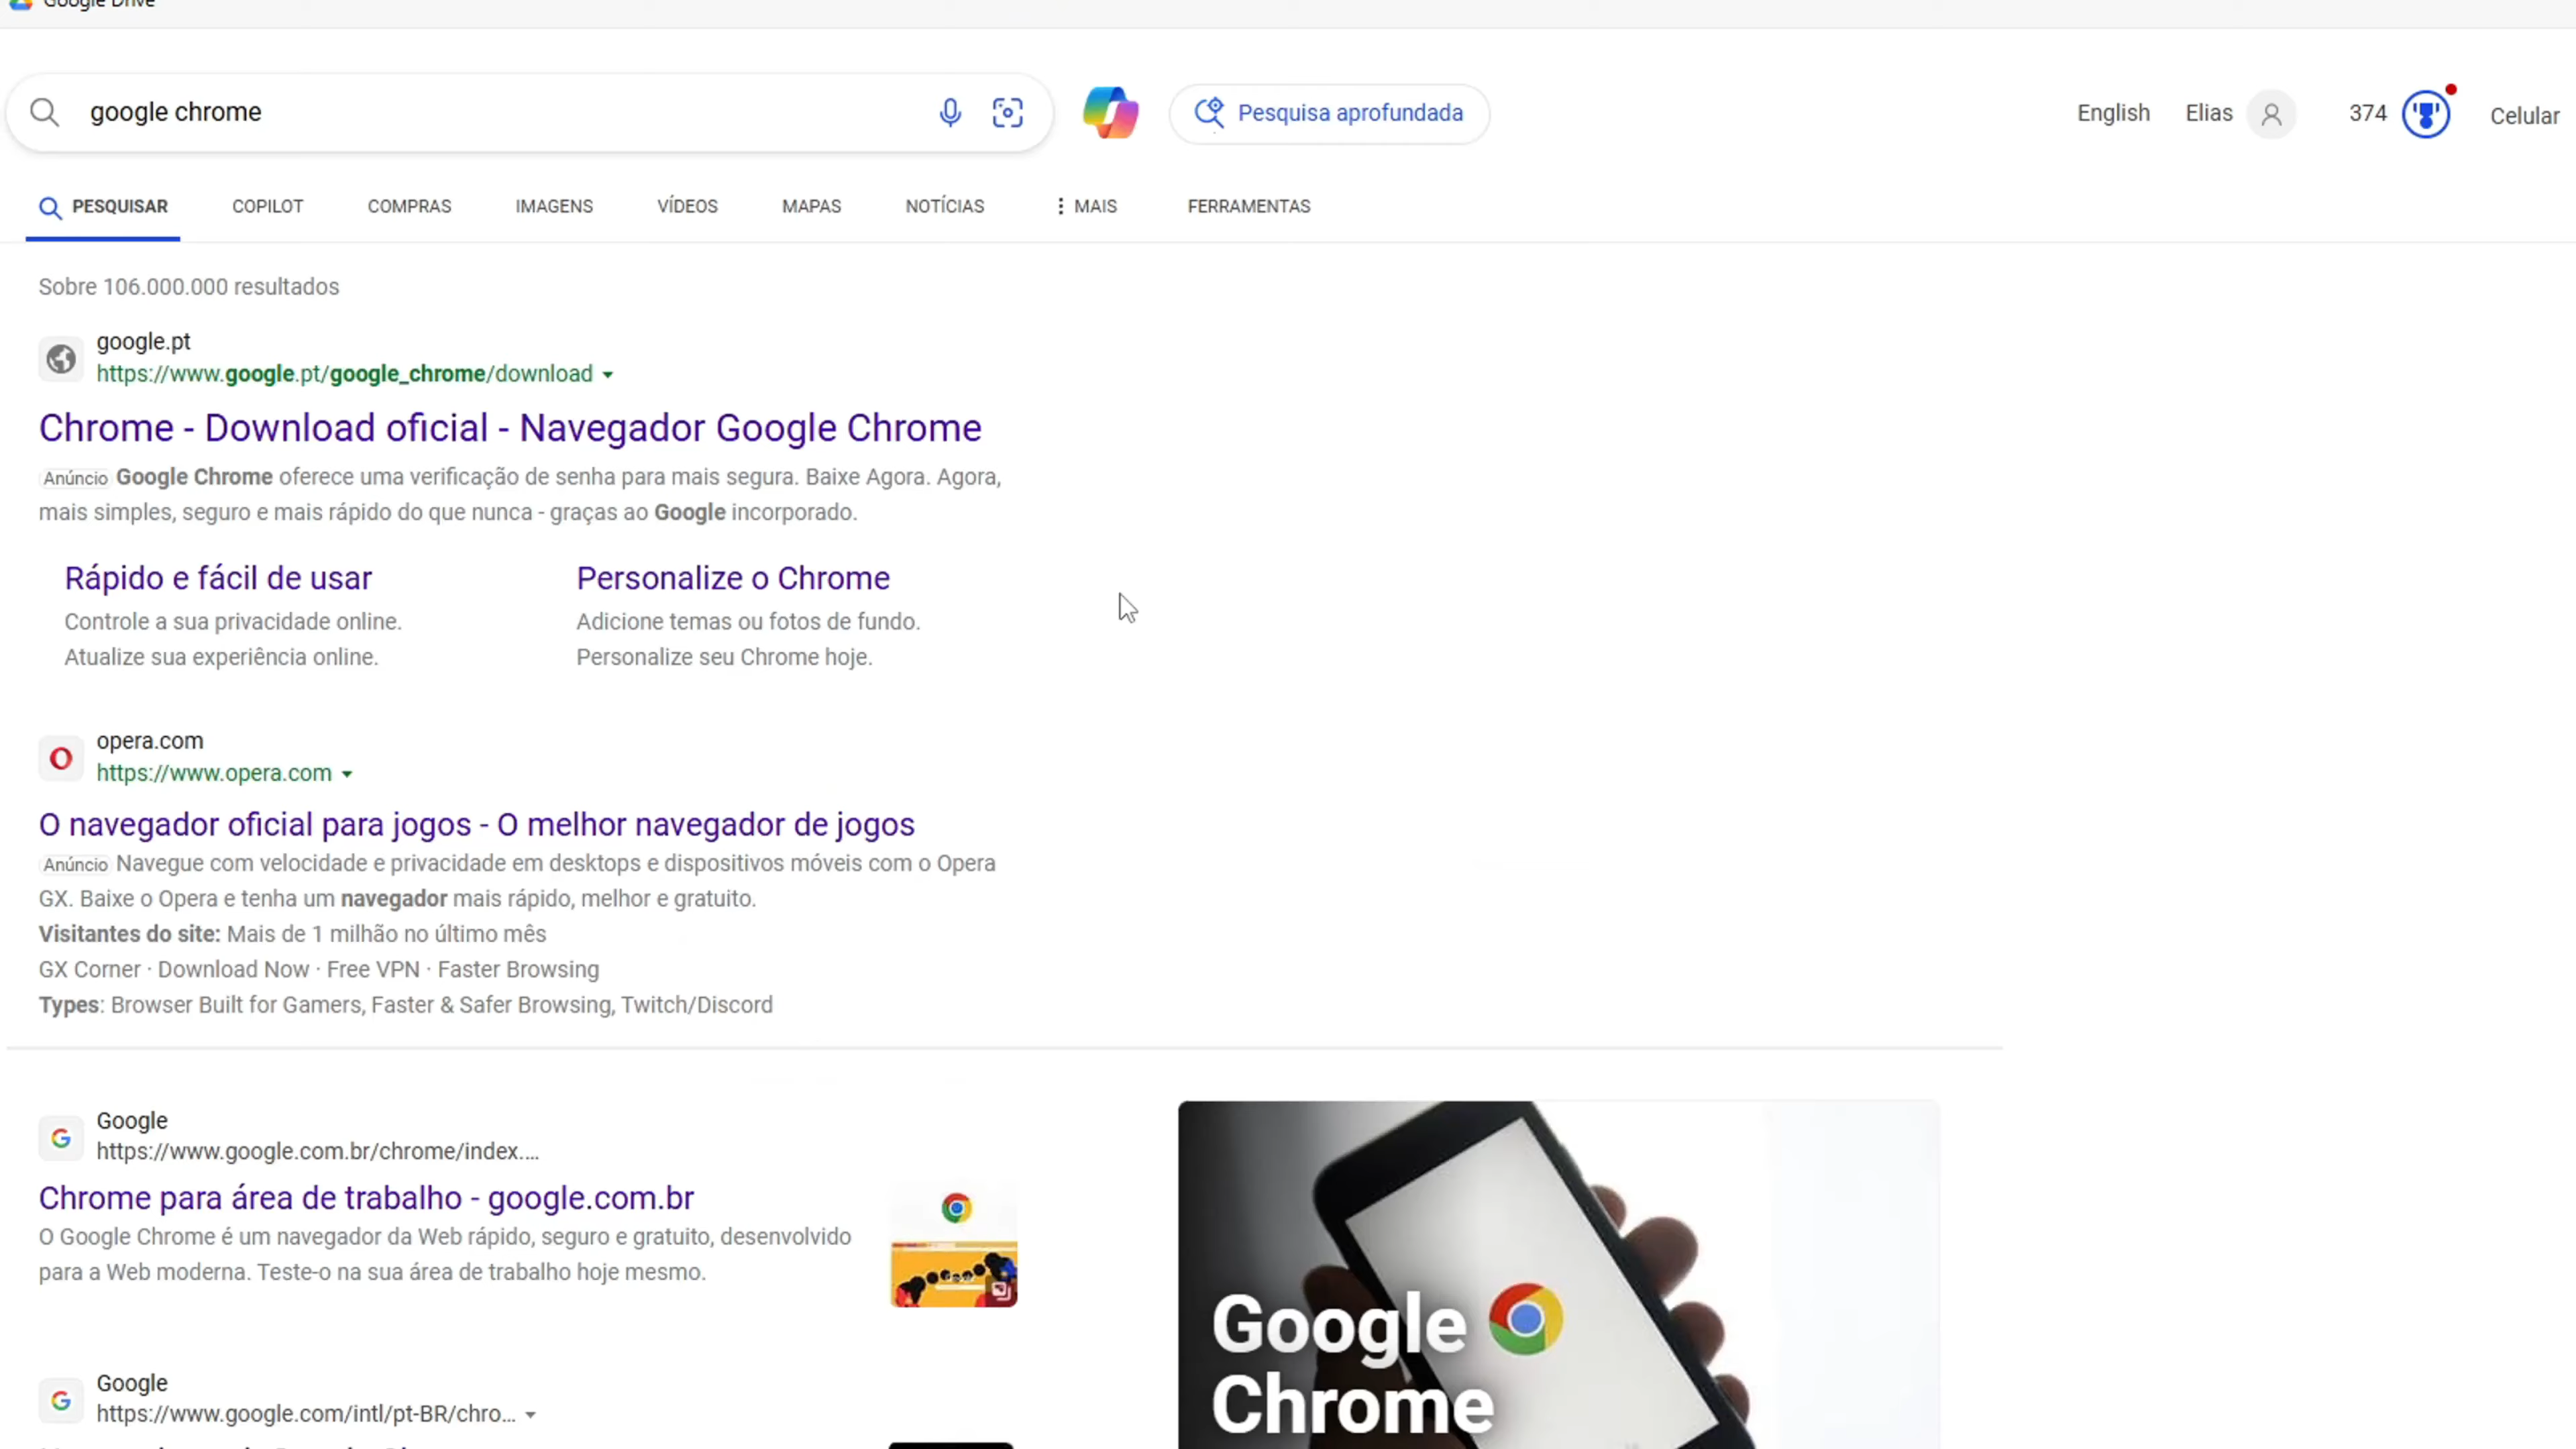 Google Drive
google chrome
Pesquisa aprofundada
English Elias 374 Celular
PESQUISAR COPILOT COMPRAS IMAGENS VÍDEOS MAPAS NOTÍCIAS MAIS FERRAMENTAS
Sobre 106.000.000 resultados
google.pt
https://www.google.pt/google_chrome/download
Chrome - Download oficial - Navegador Google Chrome
Anúncio Google Chrome oferece uma verificação de senha para mais segura. Baixe Agora. Agora,
mais simples, seguro e mais rápido do que nunca - graças ao Google incorporado.
Rápido e fácil de usar
Controle a sua privacidade online.
Atualize sua experiência online.
Personalize o Chrome
Adicione temas ou fotos de fundo.
Personalize seu Chrome hoje.
opera.com
https://www.opera.com
O navegador oficial para jogos - O melhor navegador de jogos
Anúncio Navegue com velocidade e privacidade em desktops e dispositivos móveis com o Opera
GX. Baixe o Opera e tenha um navegador mais rápido, melhor e gratuito.
Visitantes do site: Mais de 1 milhão no último mês
GX Corner · Download Now · Free VPN · Faster Browsing
Types: Browser Built for Gamers, Faster & Safer Browsing, Twitch/Discord
Google
https://www.google.com.br/chrome/index....
Chrome para área de trabalho - google.com.br
O Google Chrome é um navegador da Web rápido, seguro e gratuito, desenvolvido
para a Web moderna. Teste-o na sua área de trabalho hoje mesmo.
Google
https://www.google.com/intl/pt-BR/chro...
Google
Chrome